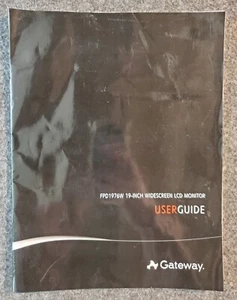 FPD1976W 19-INCH WIDESCREEN LCD MONITOR
USERGUIDE
Gateway.